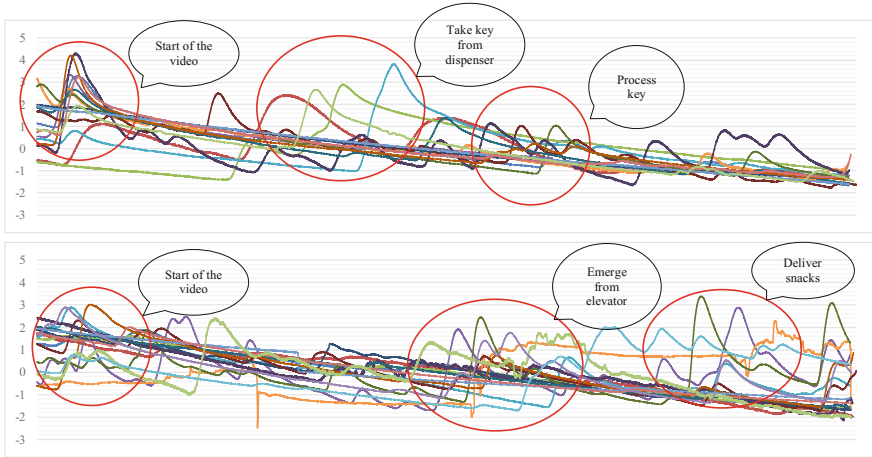 5
4
3
2
1
0
-1
-2
-3
Start of the
video
Take key
from
dispenser
Process
key
5
4
3
2
1
0
-1
-2
-3
Start of the
video
Emerge
from
elevator
Deliver
snacks